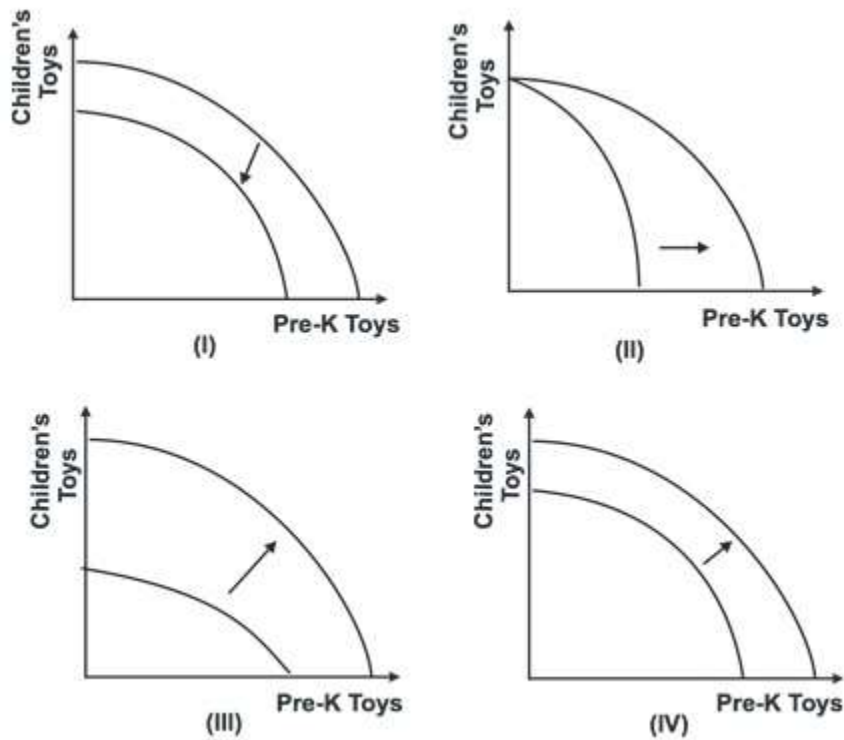 Children's
Toys
Pre-K Toys
(I)
Children's
Toys
Pre-K Toys
(II)
Children's
Toys
Pre-K Toys
(III)
Children's
Toys
Pre-K Toys
(IV)